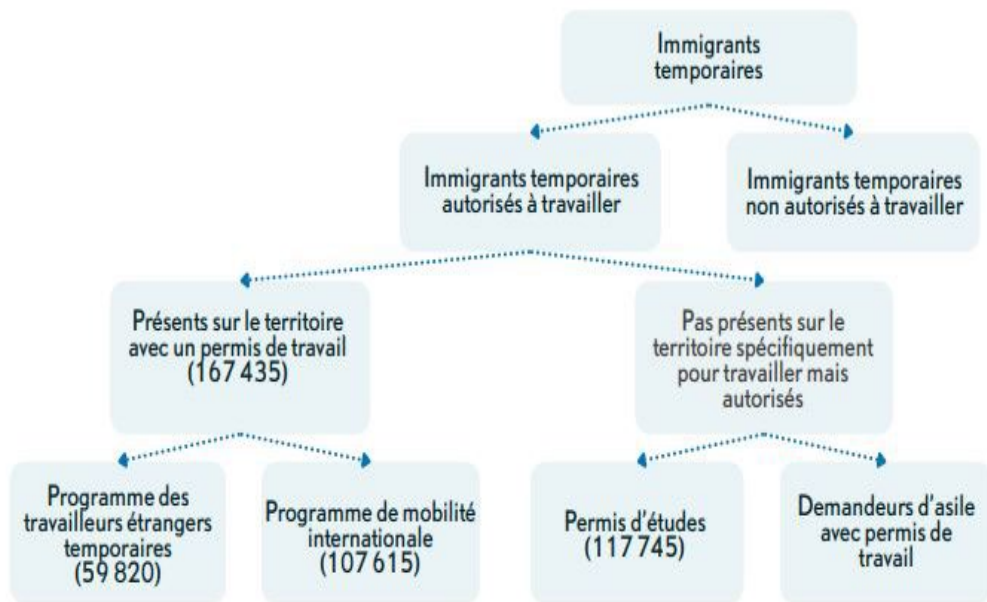 Immigrants
temporaires
Immigrants temporaires
autorisés à travailler
Immigrants temporaires
non autorisés à travailler
Présents sur le territoire
avec un permis de travail
(167 435)
Pas présents sur le
territoire spécifiquement
pour travailler mais
autorisés
Programme des
travailleurs étrangers
temporaires
(59 820)
Programme de mobilité
internationale
(107 615)
Permis d'études
(117 745)
Demandeurs d'asile
avec permis de
travail